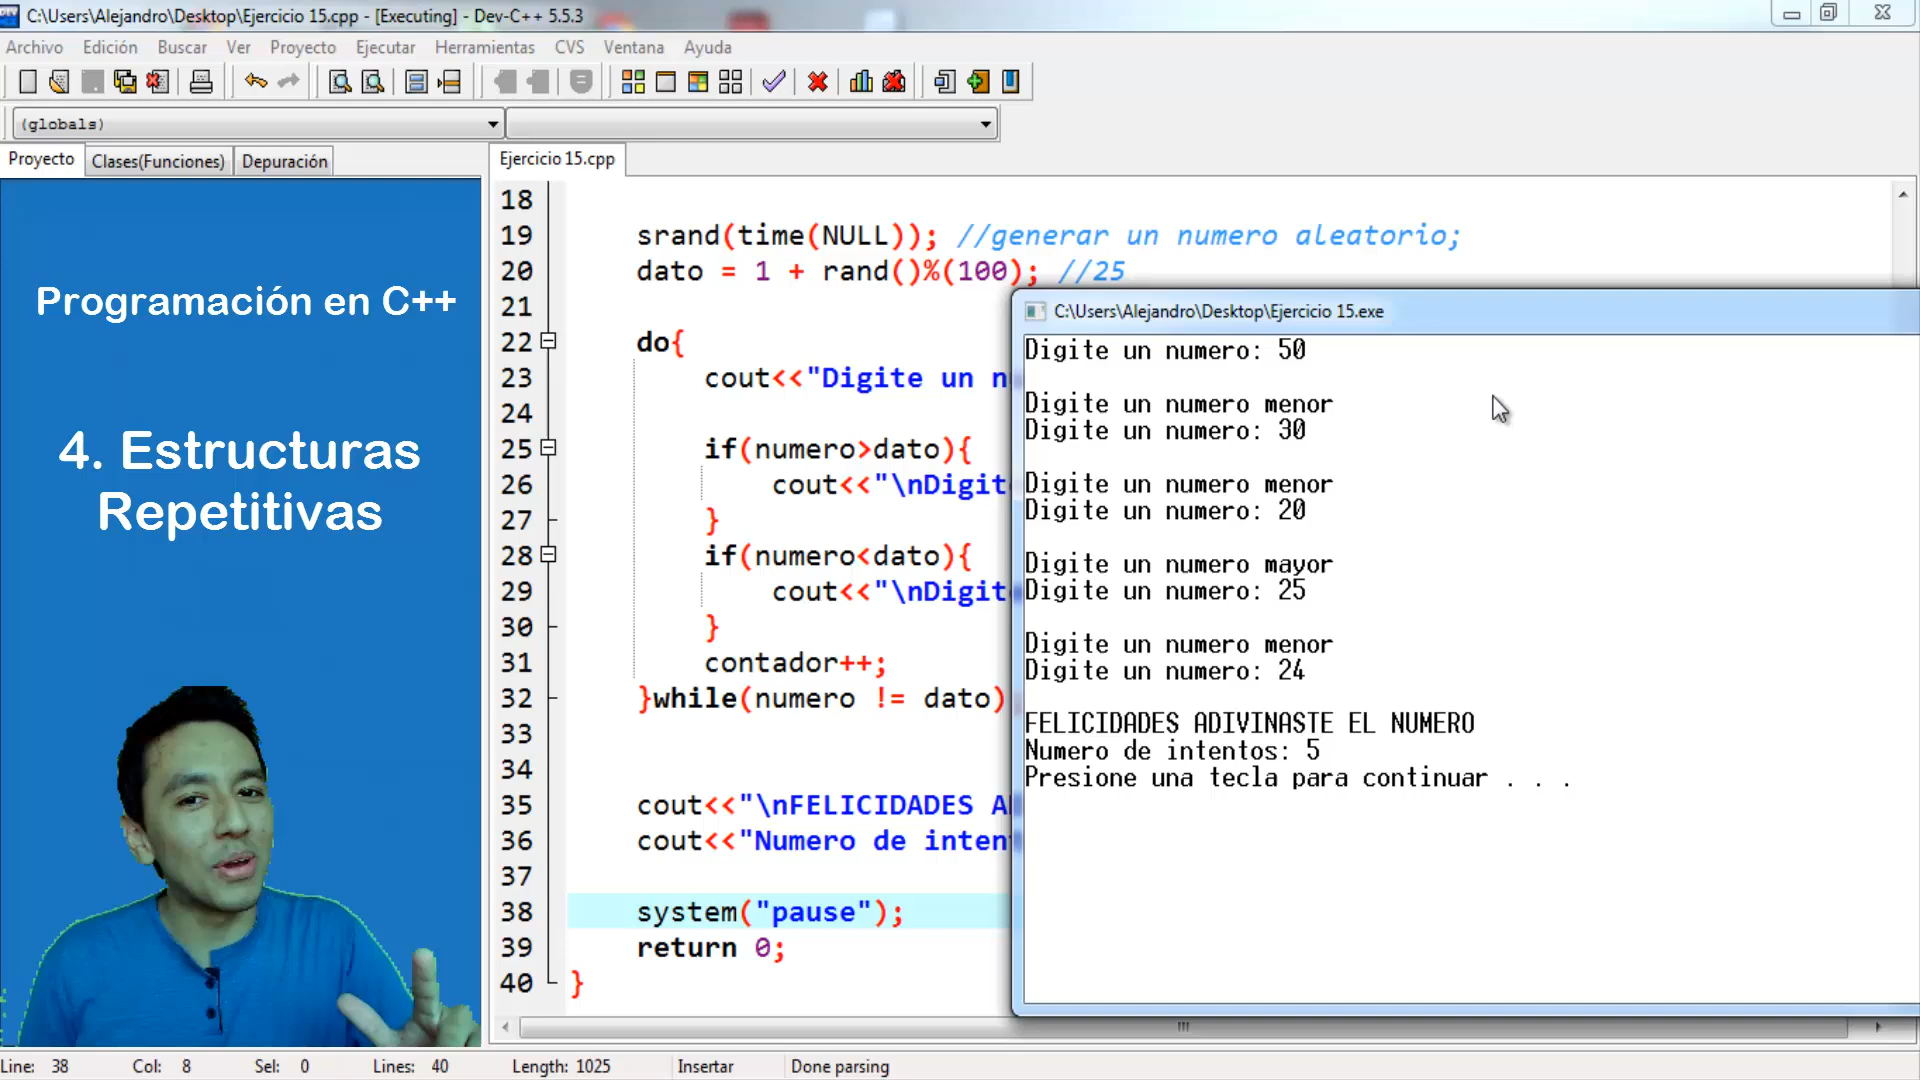 C:\Users\Alejandro\Desktop\Ejercicio 15.cpp - [Executing] - Dev-C++ 5.5.3
Archivo Edición Buscar Ver Proyecto Ejecutar Herramientas CVS Ventana Ayuda
(globals)
Proyecto Clases(Funciones) Depuración
Ejercicio 15.cpp
Programación en C++
4. Estructuras
Repetitivas
18
19 srand(time(NULL)); //generar un numero aleatorio;
20 dato = 1 + rand()%(100); //25
21
22 do{
23 cout<<"Digite un n
24
25 if(numero>dato){
26 cout<<"\nDigit
27 }
28 if(numero<dato){
29 cout<<"\nDigit
30 }
31 contador++;
32 }while(numero != dato)
33
34
35 cout<<"\nFELICIDADES A
36 cout<<"Numero de inten
37
38 system("pause");
39 return 0;
40 }
C:\Users\Alejandro\Desktop\Ejercicio 15.exe
Digite un numero: 50
Digite un numero menor
Digite un numero: 30
Digite un numero menor
Digite un numero: 20
Digite un numero mayor
Digite un numero: 25
Digite un numero menor
Digite un numero: 24
FELICIDADES ADIVINASTE EL NUMERO
Numero de intentos: 5
Presione una tecla para continuar . . .
Line: 38 Col: 8 Sel: 0 Lines: 40 Length: 1025 Insertar Done parsing